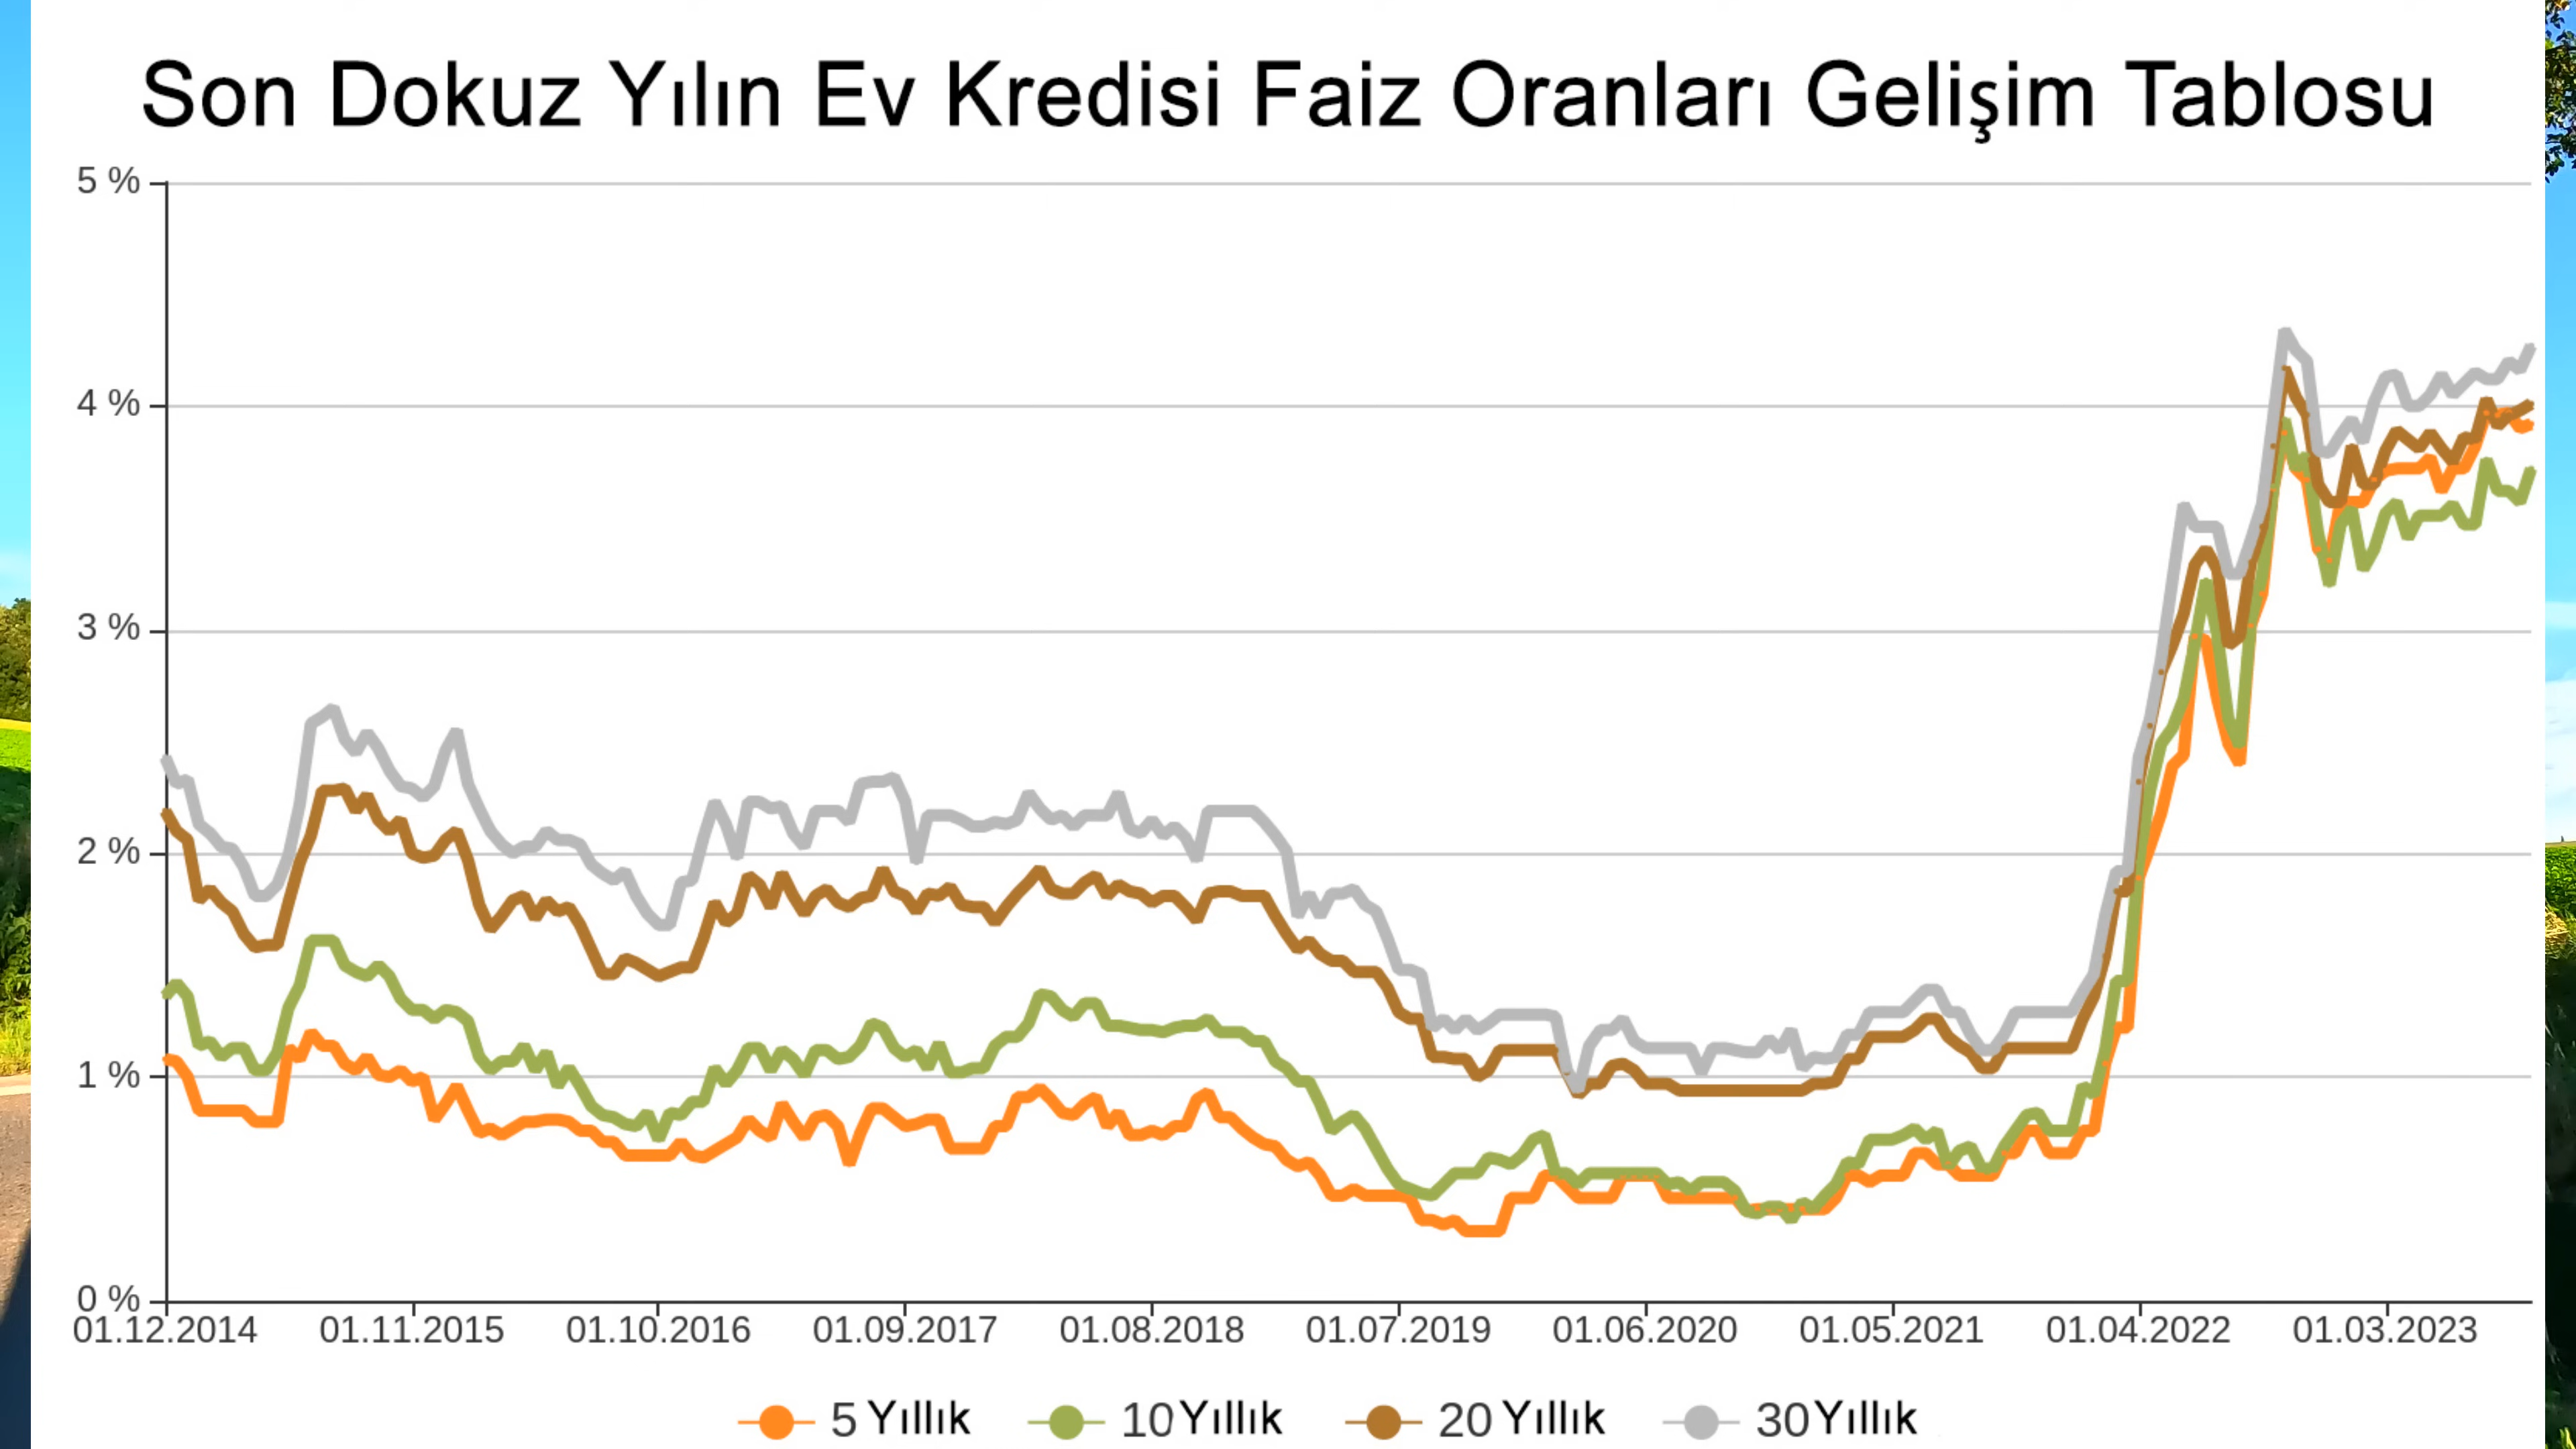 Son Dokuz Yılın Ev Kredisi Faiz Oranları Gelişim Tablosu
5 %
4 %
3 %
2 %
1 %
0 %
01.12.2014 01.11.2015 01.10.2016 01.09.2017 01.08.2018 01.07.2019 01.06.2020 01.05.2021 01.04.2022 01.03.2023
5 Yıllık 10 Yıllık 20 Yıllık 30 Yıllık